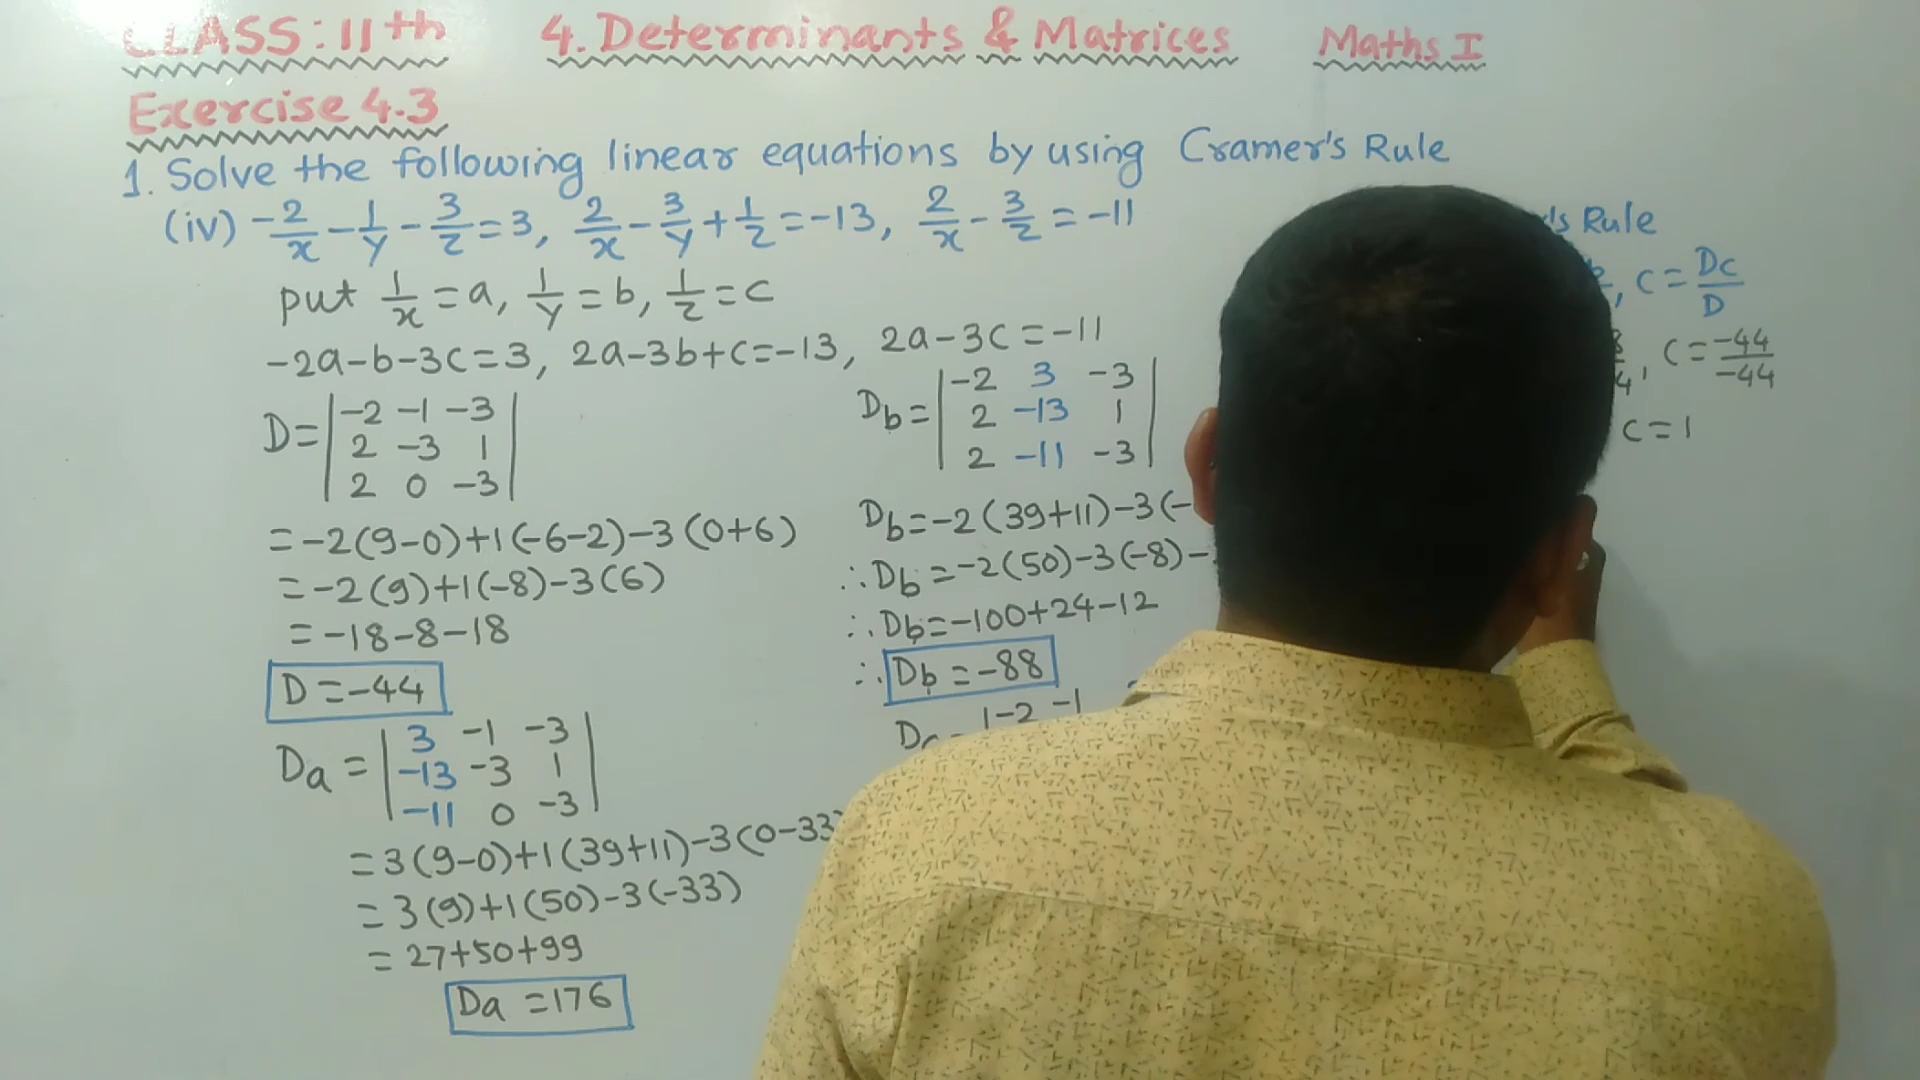 CLASS: 11th 4. Determinants & Matrices Maths I
Exercise 4.3
1. Solve the following linear equations by using Cramer's Rule
(iv) -2/x - 1/y - 3/z = 3, 2/x - 3/y + 1/z = -13, 2/x - 3/z = -11
put 1/x = a, 1/y = b, 1/z = c
-2a-b-3c=3, 2a-3b+c=-13, 2a-3c=-11
D= | -2 -1 -3 |
| 2 -3 1 |
| 2 0 -3 |
=-2(9-0)+1(-6-2)-3(0+6)
=-2(9)+1(-8)-3(6)
=-18-8-18
D=-44
Da = | 3 -1 -3 |
| -13 -3 1 |
| -11 0 -3 |
=3(9-0)+1(39+11)-3(0-33
=3(9)+1(50)-3(-33)
=27+50+99
Da =176
Db= | -2 3 -3 |
| 2 -13 1 |
| 2 -11 -3 |
Db=-2(39+11)-3(-
∴Db=-2(50)-3(-8)-
∴Db=-100+24-12
∴Db=-88
-2 -1
's Rule
, c=Dc/D
, c=-44/-44
c=1